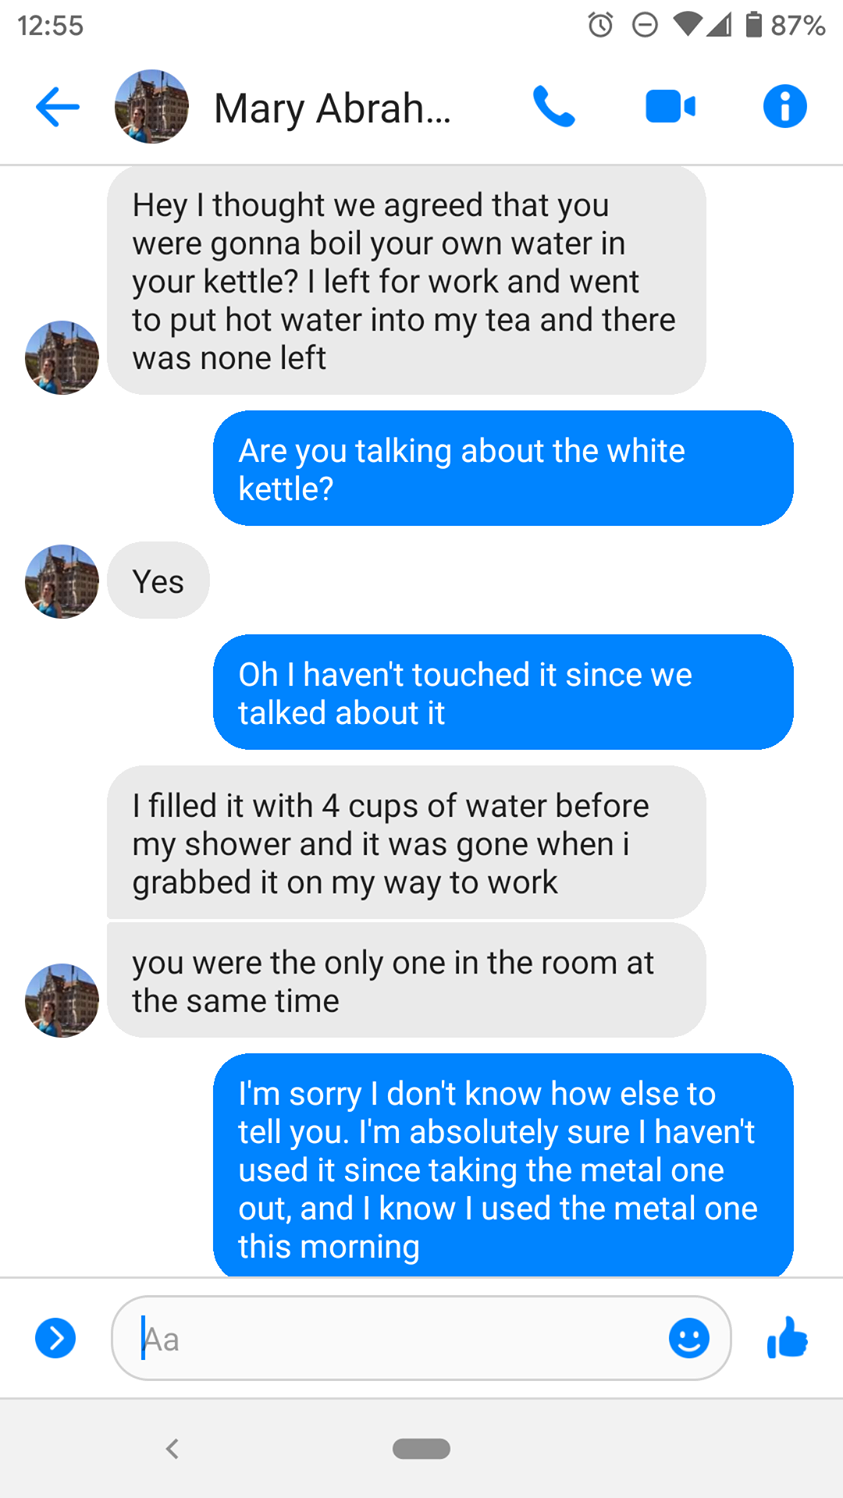 12:55
87%
Mary Abrah...
Hey I thought we agreed that you
were gonna boil your own water in
your kettle? I left for work and went
to put hot water into my tea and there
was none left
Are you talking about the white
kettle?
Yes
Oh I haven't touched it since we
talked about it
I filled it with 4 cups of water before
my shower and it was gone when i
grabbed it on my way to work
you were the only one in the room at
the same time
I'm sorry I don't know how else to
tell you. I'm absolutely sure I haven't
used it since taking the metal one
out, and I know I used the metal one
this morning
Aa